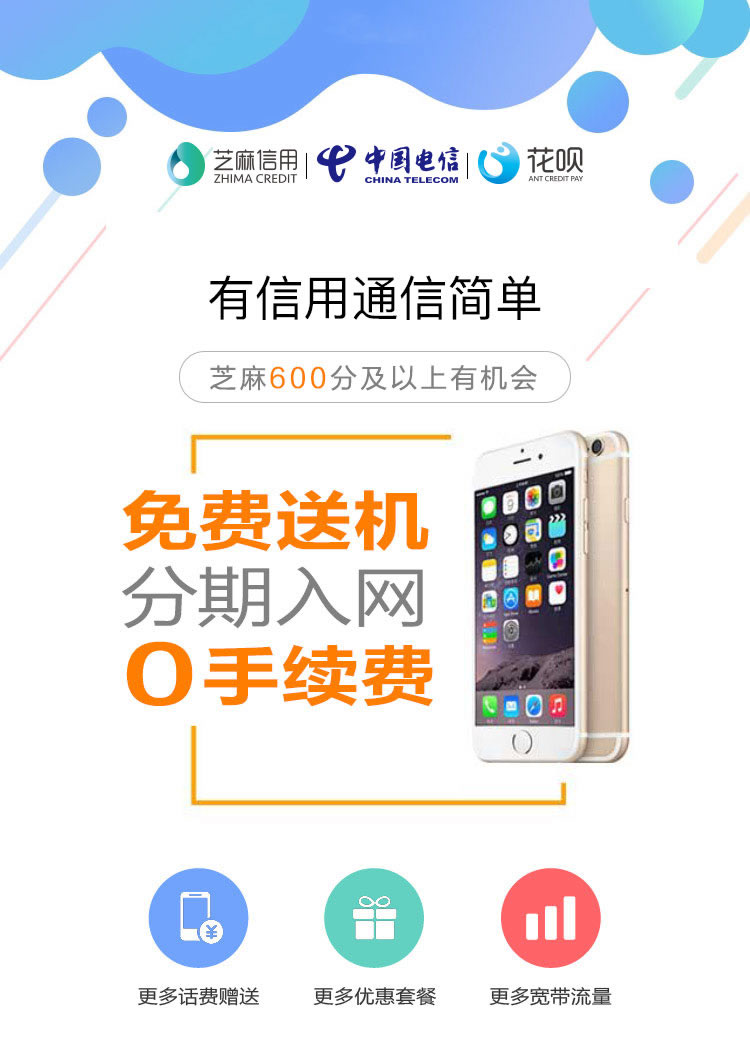 芝麻信用
ZHIMA CREDIT
中国电信
CHINA TELECOM
花呗
ANT CREDIT PAY
有信用通信简单
芝麻600分及以上有机会
免费送机
分期入网
0手续费
更多话费赠送
更多优惠套餐
更多宽带流量